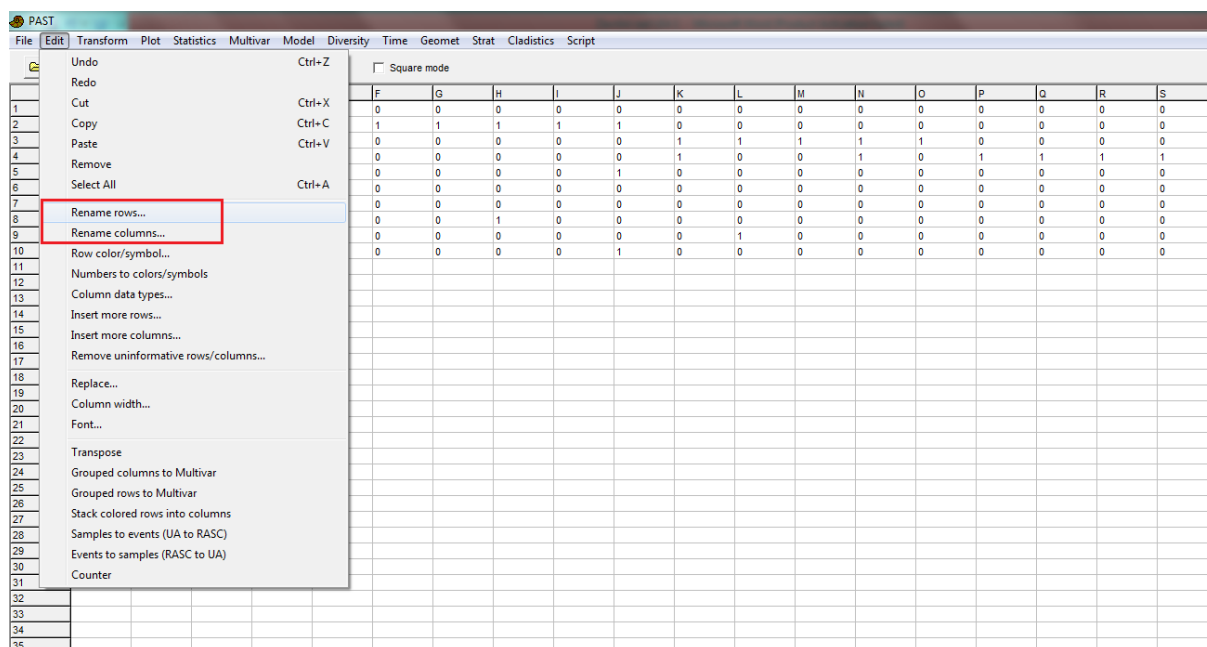 PAST
File Edit Transform Plot Statistics Multivar Model Diversity Time Geomet Strat Cladistics Script
Square mode
Undo Ctrl+Z
Redo
Cut Ctrl+X
Copy Ctrl+C
Paste Ctrl+V
Remove
Select All Ctrl+A
Rename rows...
Rename columns...
Row color/symbol...
Numbers to colors/symbols
Column data types...
Insert more rows...
Insert more columns...
Remove uninformative rows/columns...
Replace...
Column width...
Font...
Transpose
Grouped columns to Multivar
Grouped rows to Multivar
Stack colored rows into columns
Samples to events (UA to RASC)
Events to samples (RASC to UA)
Counter
F G H I J K L M N O P Q R S
1 0 0 0 0 0 0 0 0 0 0 0 0 0 0
2 1 1 1 1 1 0 0 0 0 0 0 0 0 0
3 0 0 0 0 0 1 1 1 1 1 0 0 0 0
4 0 0 0 0 0 1 0 0 1 0 1 1 1 1
5 0 0 0 0 1 0 0 0 0 0 0 0 0 0
6 0 0 0 0 0 0 0 0 0 0 0 0 0 0
7 0 0 0 0 0 0 0 0 0 0 0 0 0 0
8 0 0 1 0 0 0 0 0 0 0 0 0 0 0
9 0 0 0 0 0 0 1 0 0 0 0 0 0 0
10 0 0 0 0 1 0 0 0 0 0 0 0 0 0
11
12
13
14
15
16
17
18
19
20
21
22
23
24
25
26
27
28
29
30
31
32
33
34
35